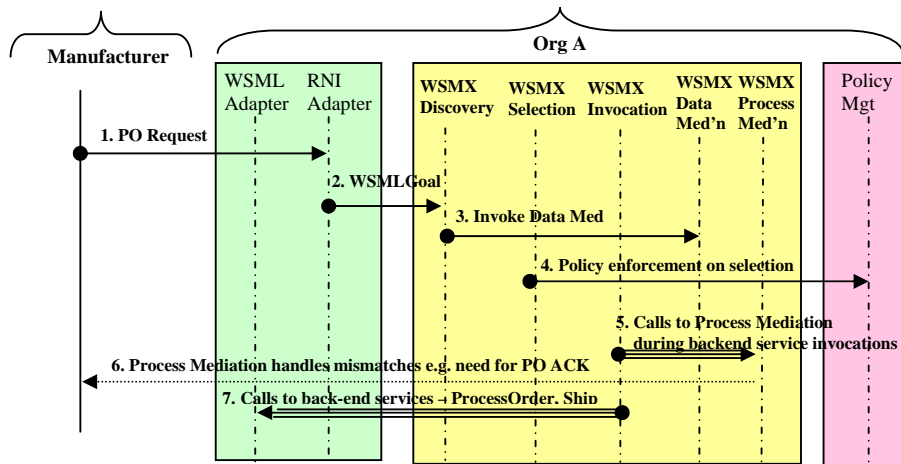 Manufacturer
Org A
WSML RNI WSMX WSMX WSMX WSMX WSMX Policy
Adapter Adapter Discovery Selection Invocation Data Process Mgt
Med'n Med'n
1. PO Request
2. WSMLGoal
3. Invoke Data Med
4. Policy enforcement on selection
5. Calls to Process Mediation
during backend service invocations
6. Process Mediation handles mismatches e.g. need for PO ACK
7. Calls to back-end services – ProcessOrder, Ship